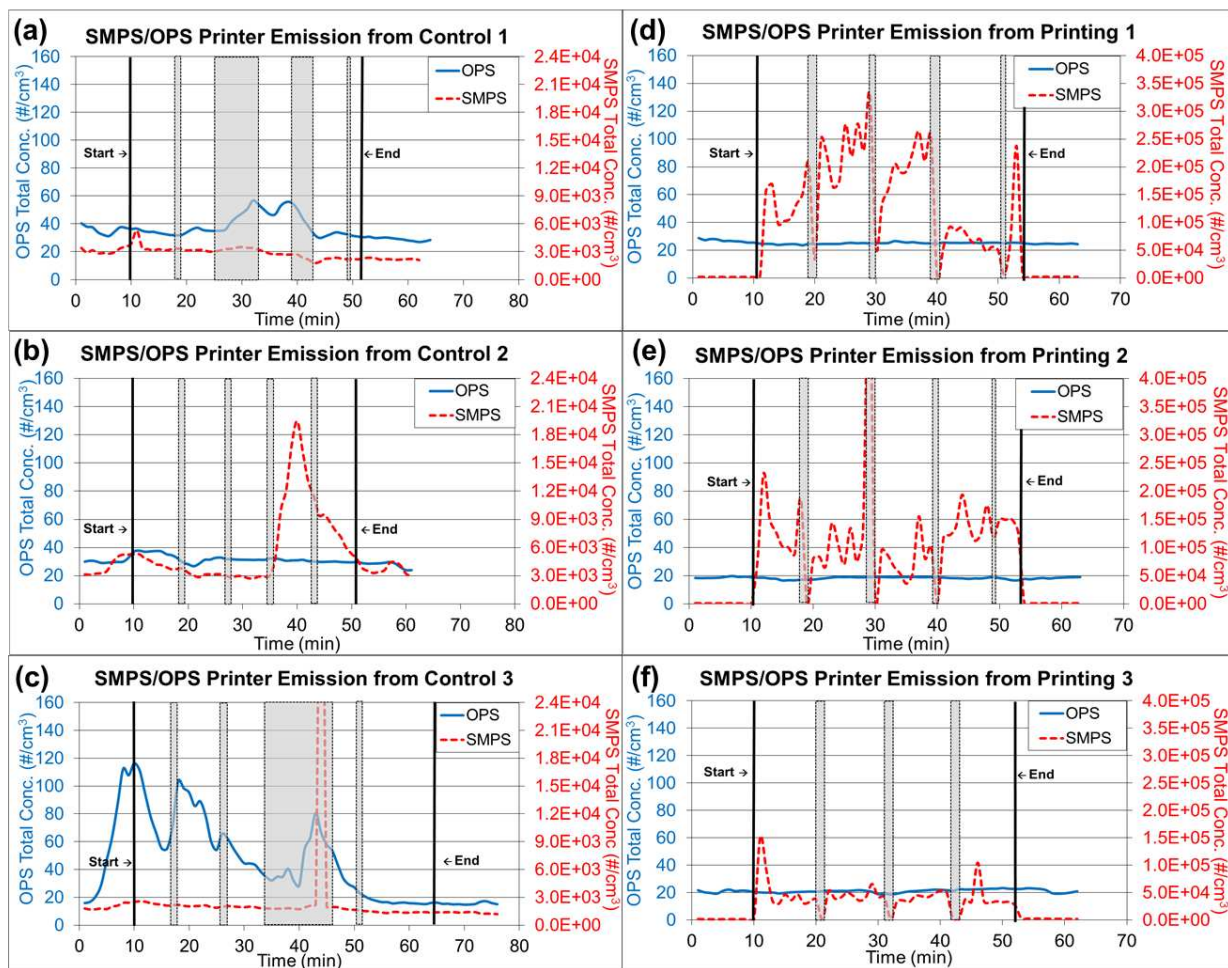 (a)
SMPS/OPS Printer Emission from Control 1
OPS Total Conc. (#/cm³)
160
140
120
100
80
60
40
20
0
OPS
SMPS
Start →
← End
2.4E+04
2.1E+04
1.8E+04
1.5E+04
1.2E+04
9.0E+03
6.0E+03
3.0E+03
0.0E+00
SMPS Total Conc. (#/cm³)
0 10 20 30 40 50 60 70 80
Time (min)
(b)
SMPS/OPS Printer Emission from Control 2
OPS Total Conc. (#/cm³)
160
140
120
100
80
60
40
20
0
OPS
SMPS
Start →
← End
2.4E+04
2.1E+04
1.8E+04
1.5E+04
1.2E+04
9.0E+03
6.0E+03
3.0E+03
0.0E+00
SMPS Total Conc. (#/cm³)
0 10 20 30 40 50 60 70 80
Time (min)
(c)
SMPS/OPS Printer Emission from Control 3
OPS Total Conc. (#/cm³)
160
140
120
100
80
60
40
20
0
OPS
SMPS
Start →
← End
2.4E+04
2.1E+04
1.8E+04
1.5E+04
1.2E+04
9.0E+03
6.0E+03
3.0E+03
0.0E+00
SMPS Total Conc (#/cm³)
0 10 20 30 40 50 60 70 80
Time (min)
(d)
SMPS/OPS Printer Emission from Printing 1
OPS Total Conc. (#/cm³)
160
140
120
100
80
60
40
20
0
OPS
SMPS
Start →
← End
4.0E+05
3.5E+05
3.0E+05
2.5E+05
2.0E+05
1.5E+05
1.0E+05
5.0E+04
0.0E+00
SMPS Total Conc. (#/cm³)
0 10 20 30 40 50 60 70
Time (min)
(e)
SMPS/OPS Printer Emission from Printing 2
OPS Total Conc. (#/cm³)
160
140
120
100
80
60
40
20
0
OPS
SMPS
Start →
← End
4.0E+05
3.5E+05
3.0E+05
2.5E+05
2.0E+05
1.5E+05
1.0E+05
5.0E+04
0.0E+00
SMPS Total Conc. (#/cm³)
0 10 20 30 40 50 60 70
Time (min)
(f)
SMPS/OPS Printer Emission from Printing 3
OPS Total Conc. (#/cm³)
160
140
120
100
80
60
40
20
0
OPS
SMPS
Start →
← End
4.0E+05
3.5E+05
3.0E+05
2.5E+05
2.0E+05
1.5E+05
1.0E+05
5.0E+04
0.0E+00
SMPS Total Conc. (#/cm³)
0 10 20 30 40 50 60 70
Time (min)